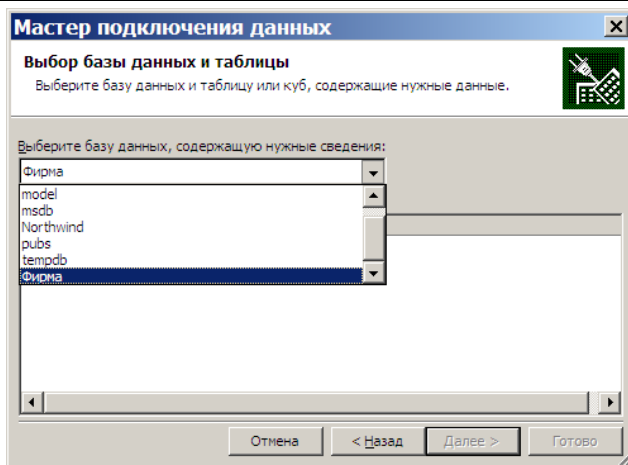 Мастер подключения данных
Выбор базы данных и таблицы
Выберите базу данных и таблицу или куб, содержащие нужные данные.
Выберите базу данных, содержащую нужные сведения:
Фирма
model
msdb
Northwind
pubs
tempdb
Фирма
Отмена < Назад Далее > Готово